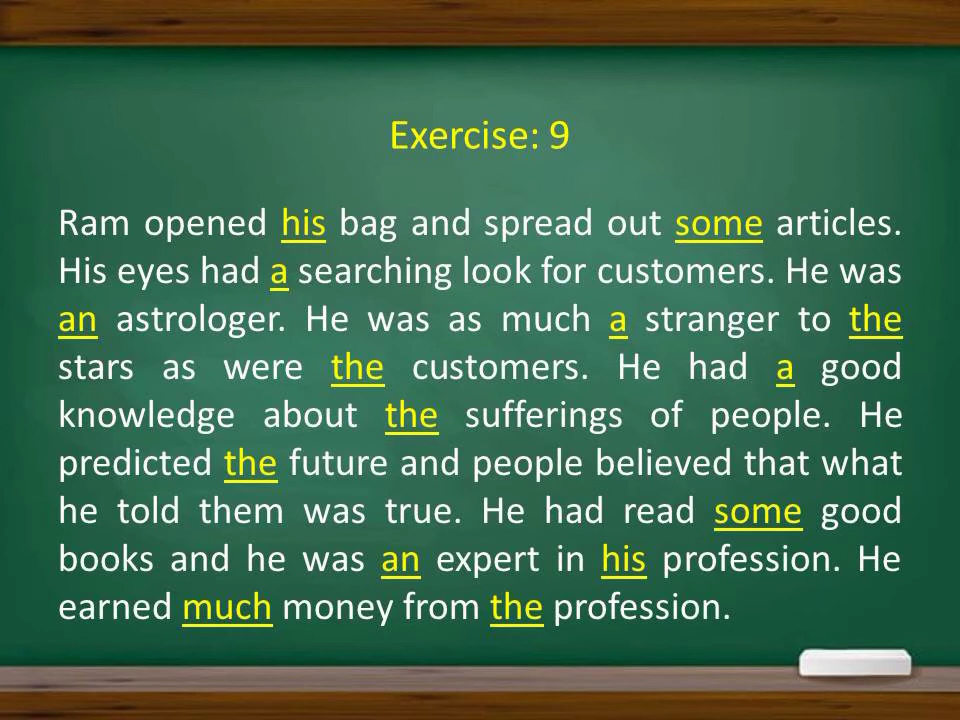 Exercise: 9
Ram opened his bag and spread out some articles.
His eyes had a searching look for customers. He was
an astrologer. He was as much a stranger to the
stars as were the customers. He had a good
knowledge about the sufferings of people. He
predicted the future and people believed that what
he told them was true. He had read some good
books and he was an expert in his profession. He
earned much money from the profession.